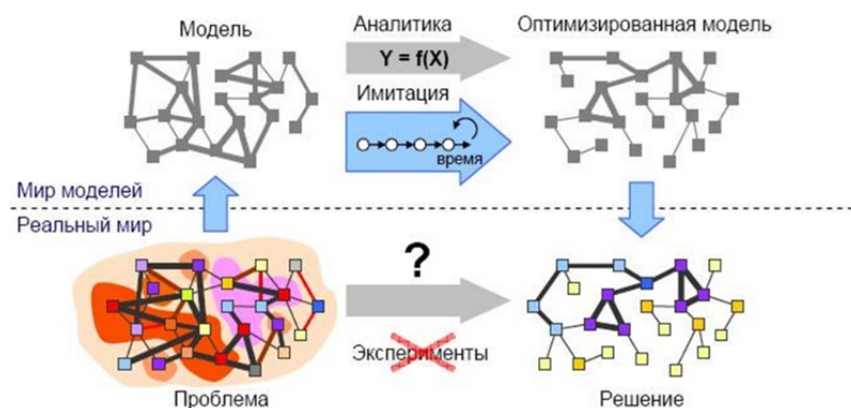 Модель
Аналитика
Оптимизированная модель
Y = f(X)
Имитация
время
Мир моделей
Реальный мир
?
Эксперименты
Проблема
Решение